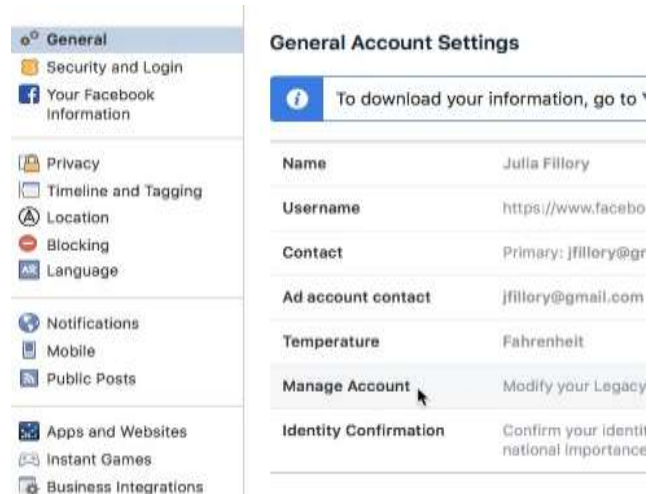 General
Security and Login
Your Facebook
Information
Privacy
Timeline and Tagging
Location
Blocking
Language
Notifications
Mobile
Public Posts
Apps and Websites
Instant Games
Business Integrations
General Account Settings
To download your information, go to
Name Julia Fillory
Username https://www.facebo
Contact Primary: jfillory@gm
Ad account contact jfillory@gmail.com
Temperature Fahrenheit
Manage Account Modify your Legacy
Identity Confirmation Confirm your identit
national importance